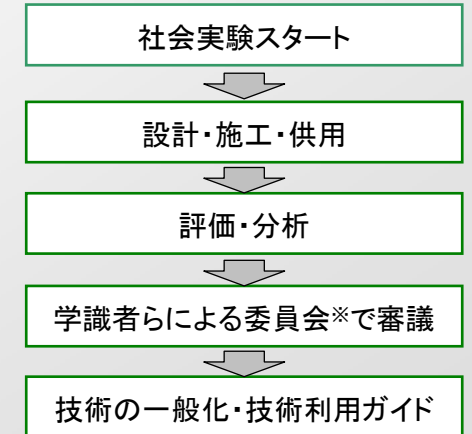 社会実験スタート
設計・施工・供用
評価・分析
学識者らによる委員会※で審議
技術の一般化・技術利用ガイド